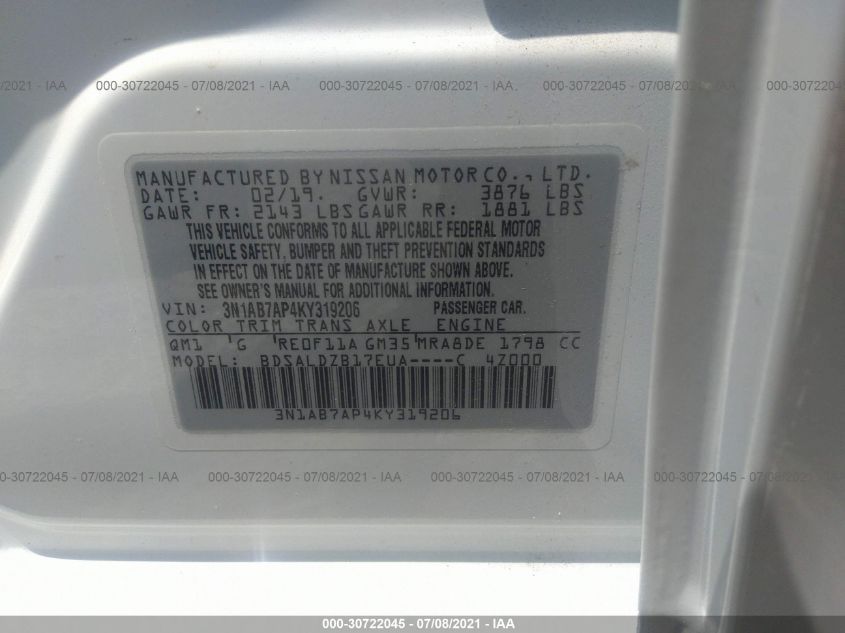 045 - 07/08/2021 - IAA 000-30722045 - 07/08/2021 - IAA. 000-30722045 - 07/08/2021 - IAA. 000-30722045
MANUFACTURED BY NISSAN MOTOR CO., LTD.
DATE: 02/19. GVWR: 3876 LBS
GAWR FR: 2143 LBS GAWR RR: 1881 LBS
THIS VEHICLE CONFORMS TO ALL APPLICABLE FEDERAL MOTOR
VEHICLE SAFETY, BUMPER AND THEFT PREVENTION STANDARDS
IN EFFECT ON THE DATE OF MANUFACTURE SHOWN ABOVE.
SEE OWNER'S MANUAL FOR ADDITIONAL INFORMATION.
VIN: 3N1AB7AP4KY319206 PASSENGER CAR.
COLOR TRIM TRANS AXLE ENGINE
QM1 G RE0F11A GM35 MRA8DE 1798 CC
MODEL: BDSALDZB17EUA----C 4Z000
3N1AB7AP4KY319206
22045 - 07/08/2021 - IAA 000-30722045 - 07/08/2021 - IAA 000-30722045 - 07/08/2021 - IAA 000-30722045 - 07/
000-30722045 - 07/08/2021 - IAA